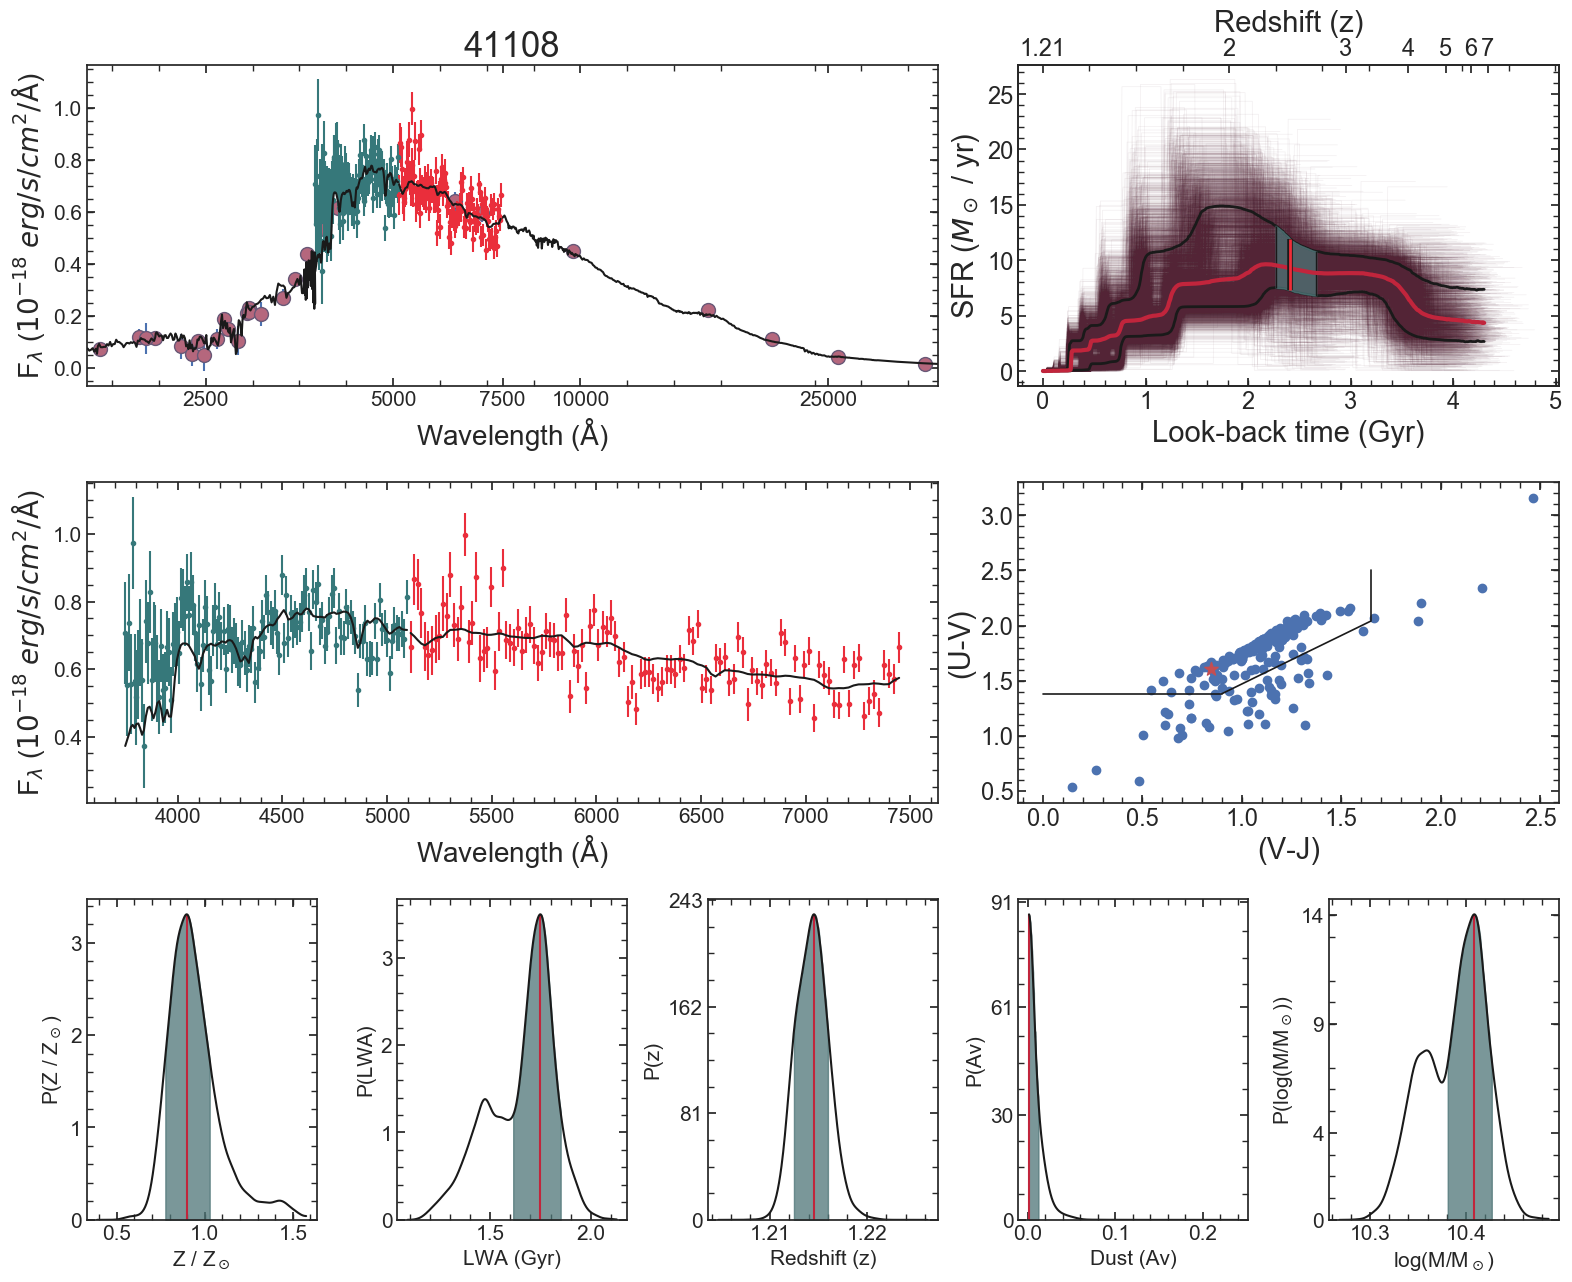 41108
F_λ (10^−18 erg/s/cm^2/Å)
1.0
0.8
0.6
0.4
0.2
0.0
2500 5000 7500 10000 25000
Wavelength (Å)
Redshift (z)
1.21 2 3 4 5 6 7
SFR (M_⊙ / yr)
25
20
15
10
5
0
0 1 2 3 4 5
Look-back time (Gyr)
F_λ (10^−18 erg/s/cm^2/Å)
1.0
0.8
0.6
0.4
4000 4500 5000 5500 6000 6500 7000 7500
Wavelength (Å)
(U-V)
3.0
2.5
2.0
1.5
1.0
0.5
0.0 0.5 1.0 1.5 2.0 2.5
(V-J)
P(Z / Z_⊙)
3
2
1
0
0.5 1.0 1.5
Z / Z_⊙
P(LWA)
3
2
1
0
1.5 2.0
LWA (Gyr)
P(z)
243
162
81
0
1.21 1.22
Redshift (z)
P(Av)
91
61
30
0
0.0 0.1 0.2
Dust (Av)
P(log(M/M_⊙))
14
9
4
0
10.3 10.4
log(M/M_⊙)